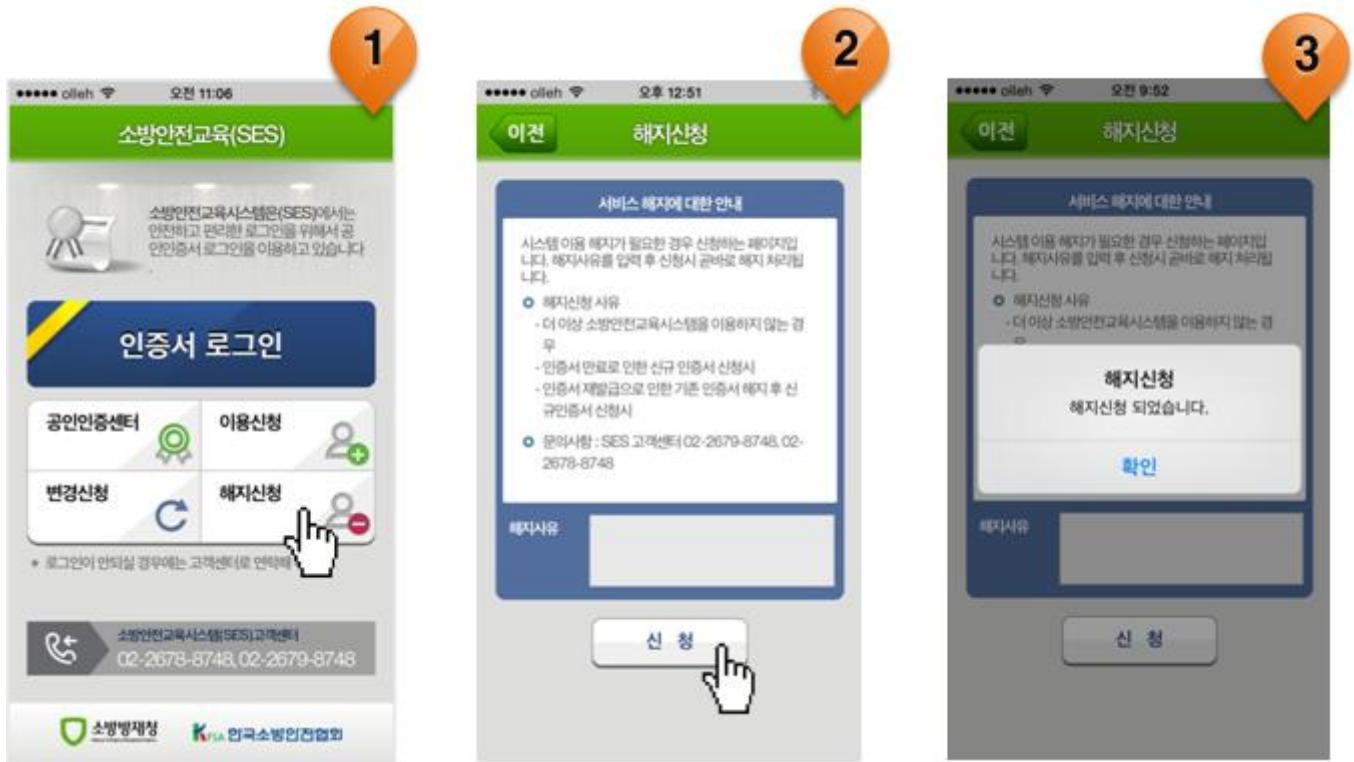 1
●●●●● olleh 오전 11:06
소방안전교육(SES)
소방안전교육시스템은(SES)에서는
안전하고 편리한 로그인을 위해서 공
인인증서 로그인을 이용하고 있습니다
.
인증서 로그인
공인인증센터
이용신청
변경신청
해지신청
* 로그인이 안되실 경우에는 고객센터로 연락해
소방안전교육시스템(SES)고객센터
02-2678-8748, 02-2679-8748
소방방재청
KFSA 한국소방안전협회
2
●●●●● olleh 오후 12:51
이전
해지신청
서비스 해지에 대한 안내
시스템 이용 해지가 필요한 경우 신청하는 페이지입
니다. 해지사유를 입력 후 신청시 곧바로 해지 처리됩
니다.
해지신청 사유
- 더 이상 소방안전교육시스템을 이용하지 않는 경
우
- 인증서 만료로 인한 신규 인증서 신청시
- 인증서 재발급으로 인한 기존 인증서 해지 후 신
규인증서 신청시
문의사항 : SES 고객센터 02-2679-8748, 02-
2678-8748
해지사유
신 청
3
●●●●● olleh 오전 9:52
이전
해지신청
서비스 해지에 대한 안내
시스템 이용 해지가 필요한 경우 신청하는 페이지입
니다. 해지사유를 입력 후 신청시 곧바로 해지 처리됩
니다.
해지신청 사유
- 더 이상 소방안전교육시스템을 이용하지 않는 경
우
해지신청
해지신청 되었습니다.
확인
해지사유
신 청